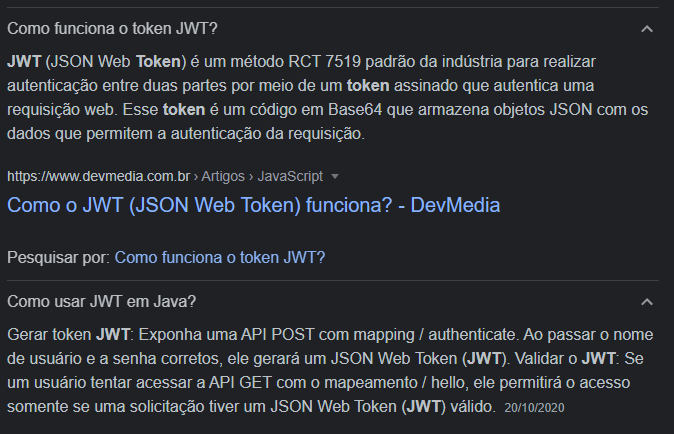 Como funciona o token JWT?
JWT (JSON Web Token) é um método RCT 7519 padrão da indústria para realizar
autenticação entre duas partes por meio de um token assinado que autentica uma
requisição web. Esse token é um código em Base64 que armazena objetos JSON com os
dados que permitem a autenticação da requisição.
https://www.devmedia.com.br › Artigos › JavaScript
Como o JWT (JSON Web Token) funciona? - DevMedia
Pesquisar por: Como funciona o token JWT?
Como usar JWT em Java?
Gerar token JWT: Exponha uma API POST com mapping / authenticate. Ao passar o nome
de usuário e a senha corretos, ele gerará um JSON Web Token (JWT). Validar o JWT: Se
um usuário tentar acessar a API GET com o mapeamento / hello, ele permitirá o acesso
somente se uma solicitação tiver um JSON Web Token (JWT) válido. 20/10/2020